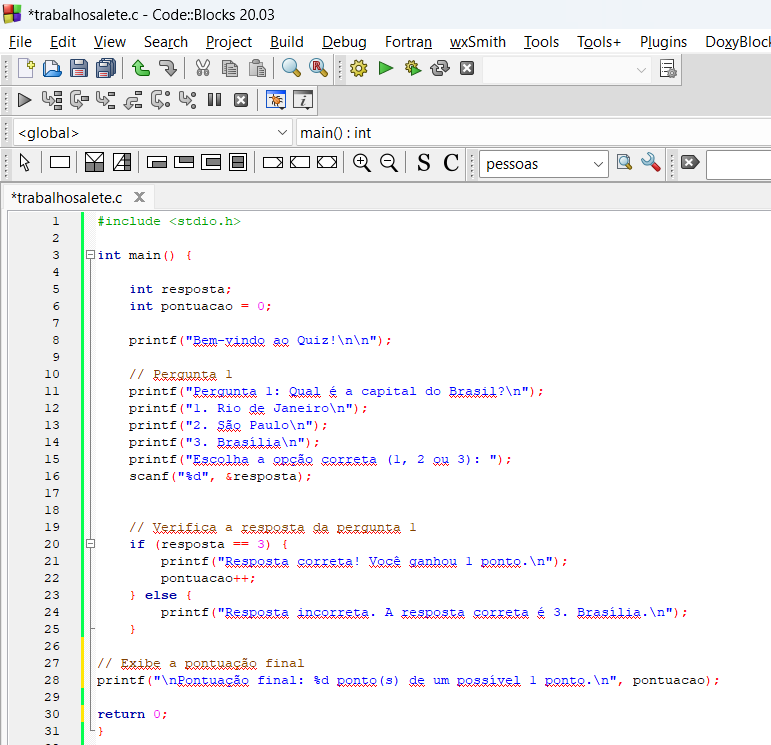 *trabalhosalete.c - Code::Blocks 20.03
File Edit View Search Project Build Debug Fortran wxSmith Tools Tools+ Plugins DoxyBlock
<global> main() : int
S C pessoas
*trabalhosalete.c X
1 #include <stdio.h>
2
3 int main() {
4
5 int resposta;
6 int pontuacao = 0;
7
8 printf("Bem-vindo ao Quiz!\n\n");
9
10 // Pergunta 1
11 printf("Pergunta 1: Qual é a capital do Brasil?\n");
12 printf("1. Rio de Janeiro\n");
13 printf("2. São Paulo\n");
14 printf("3. Brasília\n");
15 printf("Escolha a opção correta (1, 2 ou 3): ");
16 scanf("%d", &resposta);
17
18
19 // Verifica a resposta da pergunta 1
20 if (resposta == 3) {
21 printf("Resposta correta! Você ganhou 1 ponto.\n");
22 pontuacao++;
23 } else {
24 printf("Resposta incorreta. A resposta correta é 3. Brasília.\n");
25 }
26
27 // Exibe a pontuação final
28 printf("\nPontuação final: %d ponto(s) de um possível 1 ponto.\n", pontuacao);
29
30 return 0;
31 }